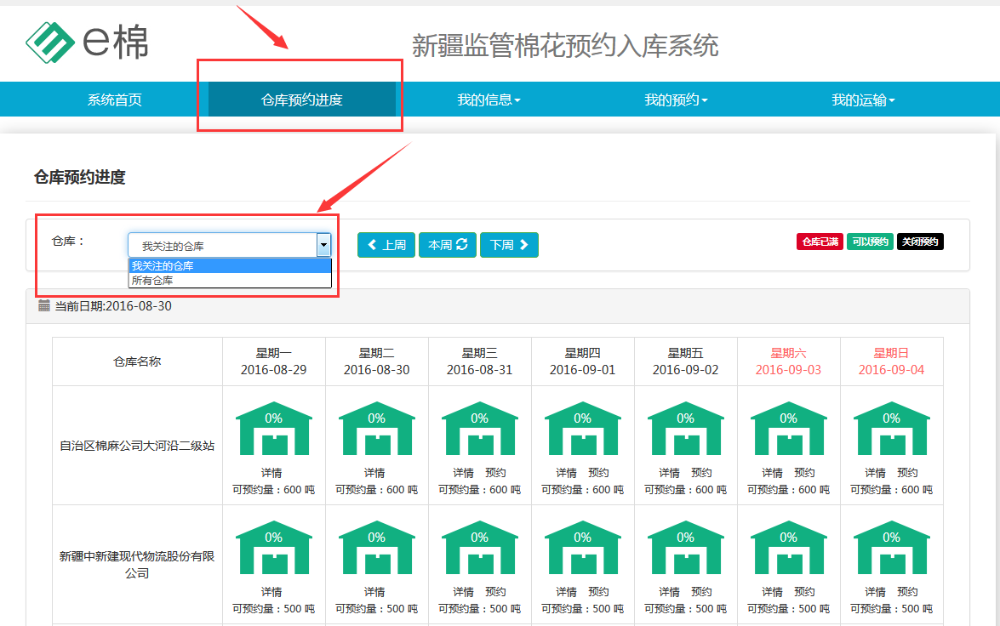 e棉
新疆监管棉花预约入库系统
系统首页 仓库预约进度 我的信息 我的预约 我的运输
仓库预约进度
仓库： 我关注的仓库 上周 本周 下周 仓库已满 可以预约 关闭预约
我关注的仓库
所有仓库
当前日期:2016-08-30
仓库名称 星期一 星期二 星期三 星期四 星期五 星期六 星期日
2016-08-29 2016-08-30 2016-08-31 2016-09-01 2016-09-02 2016-09-03 2016-09-04
0% 0% 0% 0% 0% 0% 0%
自治区棉麻公司大河沿二级站
详情 详情 详情 预约 详情 预约 详情 预约 详情 预约 详情 预约
可预约量：600 吨 可预约量：600 吨 可预约量：600 吨 可预约量：600 吨 可预约量：600 吨 可预约量：600 吨 可预约量：600 吨
0% 0% 0% 0% 0% 0% 0%
新疆中新建现代物流股份有限
公司
详情 详情 详情 预约 详情 预约 详情 预约 详情 预约 详情 预约
可预约量：500 吨 可预约量：500 吨 可预约量：500 吨 可预约量：500 吨 可预约量：500 吨 可预约量：500 吨 可预约量：500 吨